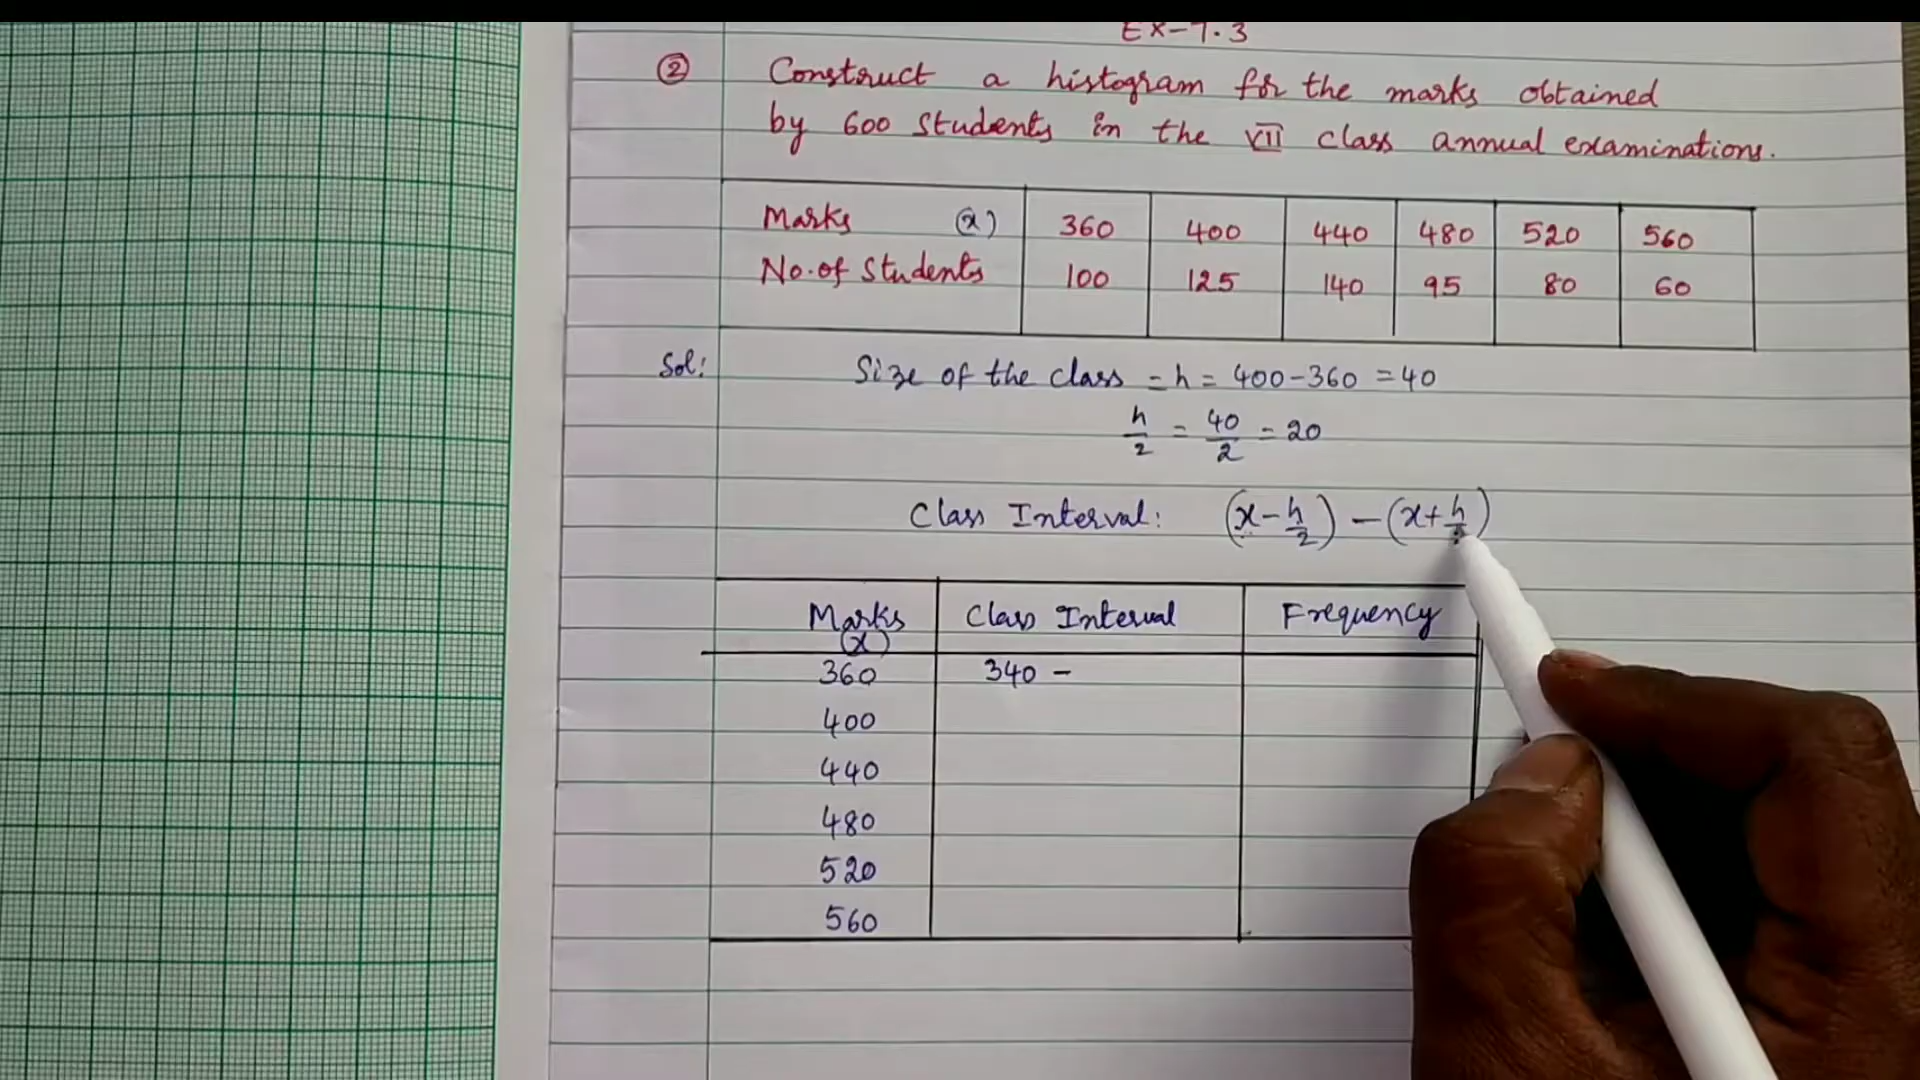 Ex-7.3
② Construct a histogram for the marks obtained
by 600 students in the VII class annual examinations.
Marks (x) 360 400 440 480 520 560
No. of Students 100 125 140 95 80 60
Sol: Size of the class = h = 400-360 = 40
h/2 = 40/2 = 20
Class Interval: (x - h/2) - (x + h/2)
Marks (x) Class Interval Frequency
360 340 -
400
440
480
520
560